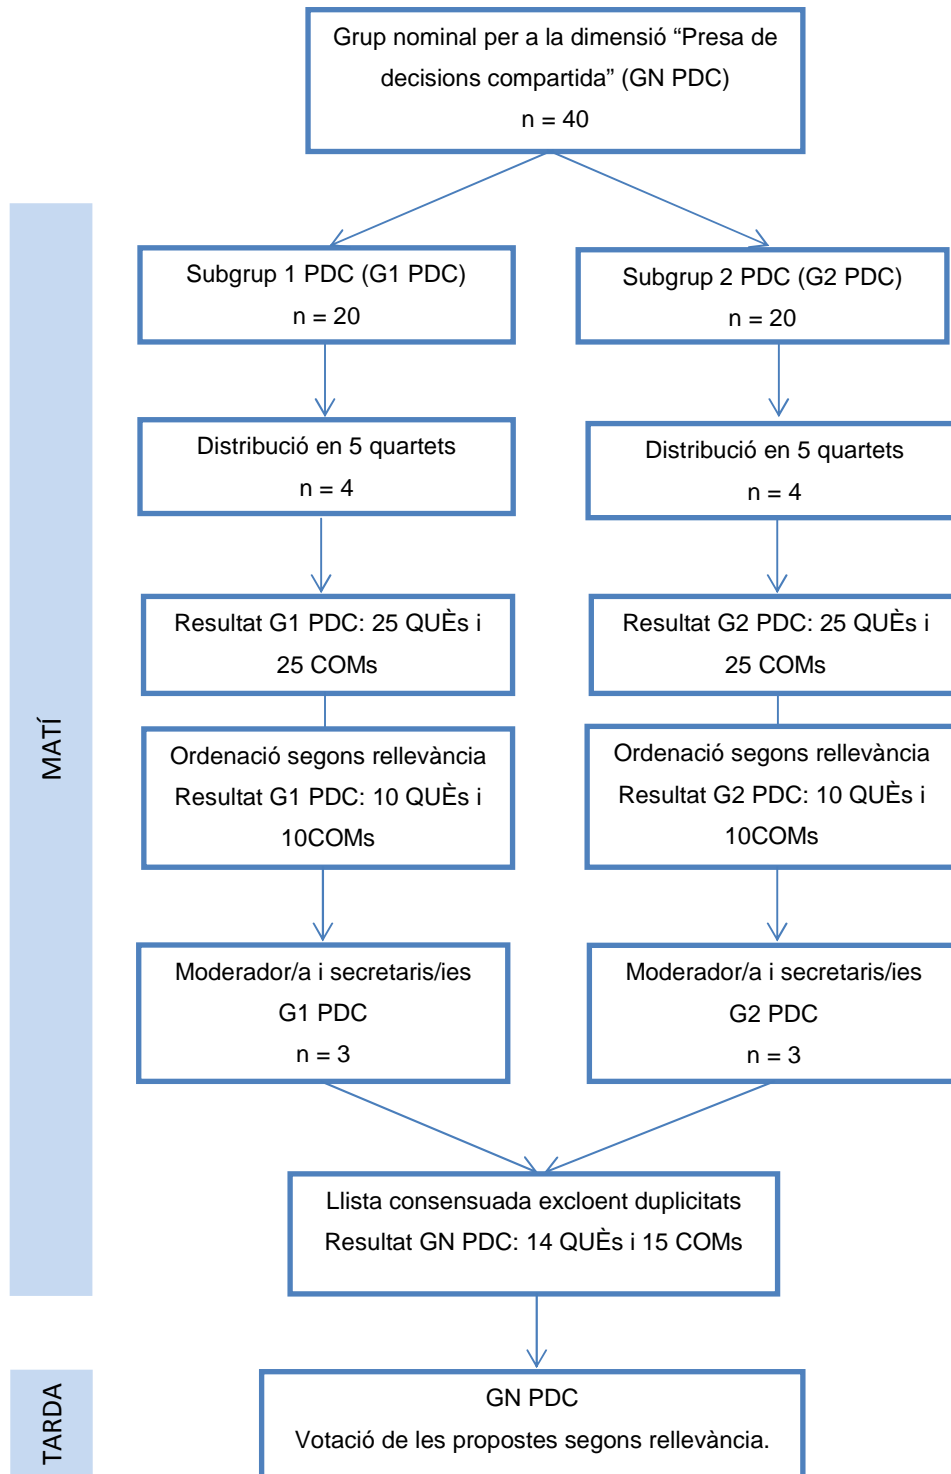 Grup nominal per a la dimensió “Presa de
decisions compartida” (GN PDC)
n = 40
MATÍ
Subgrup 1 PDC (G1 PDC)
n = 20
Subgrup 2 PDC (G2 PDC)
n = 20
Distribució en 5 quartets
n = 4
Distribució en 5 quartets
n = 4
Resultat G1 PDC: 25 QUÈs i
25 COMs
Resultat G2 PDC: 25 QUÈs i
25 COMs
Ordenació segons rellevància
Resultat G1 PDC: 10 QUÈs i
10COMs
Ordenació segons rellevància
Resultat G2 PDC: 10 QUÈs i
10COMs
Moderador/a i secretaris/ies
G1 PDC
n = 3
Moderador/a i secretaris/ies
G2 PDC
n = 3
Llista consensuada excloent duplicitats
Resultat GN PDC: 14 QUÈs i 15 COMs
TARDA
GN PDC
Votació de les propostes segons rellevància.